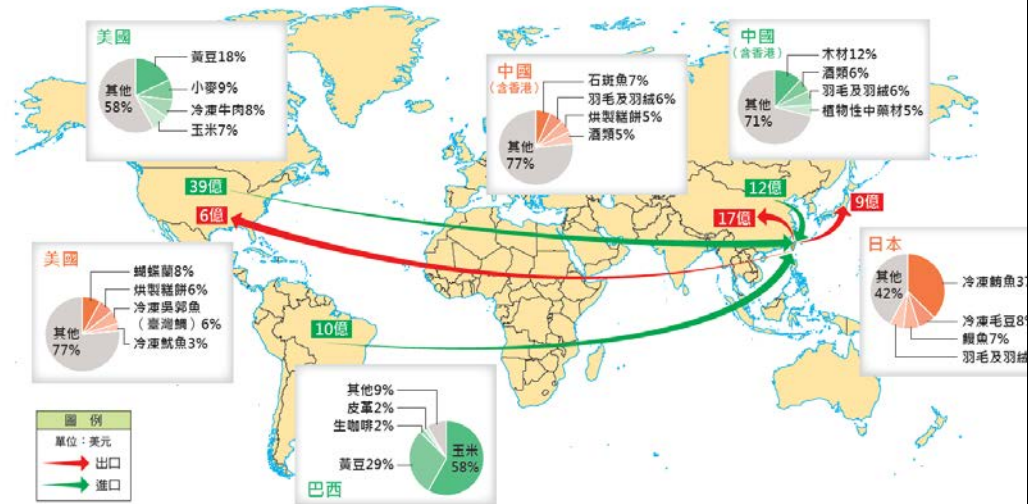 美國
黃豆18%
小麥9%
冷凍牛肉8%
玉米7%
其他
58%
中國
(含香港)
石斑魚7%
羽毛及羽絨6%
烘製糕餅5%
酒類5%
其他
77%
中國
(含香港)
木材12%
酒類6%
羽毛及羽絨6%
植物性中藥材5%
其他
71%
39億
6億
12億
17億
9億
10億
美國
蝴蝶蘭8%
烘製糕餅6%
冷凍吳郭魚
(臺灣鯛)6%
冷凍魷魚3%
其他
77%
日本
其他
42%
冷凍鮪魚3
冷凍毛豆8%
鰻魚7%
羽毛及羽絨
其他9%
皮革2%
生咖啡2%
黃豆29%
玉米
58%
巴西
圖例
單位：美元
出口
進口